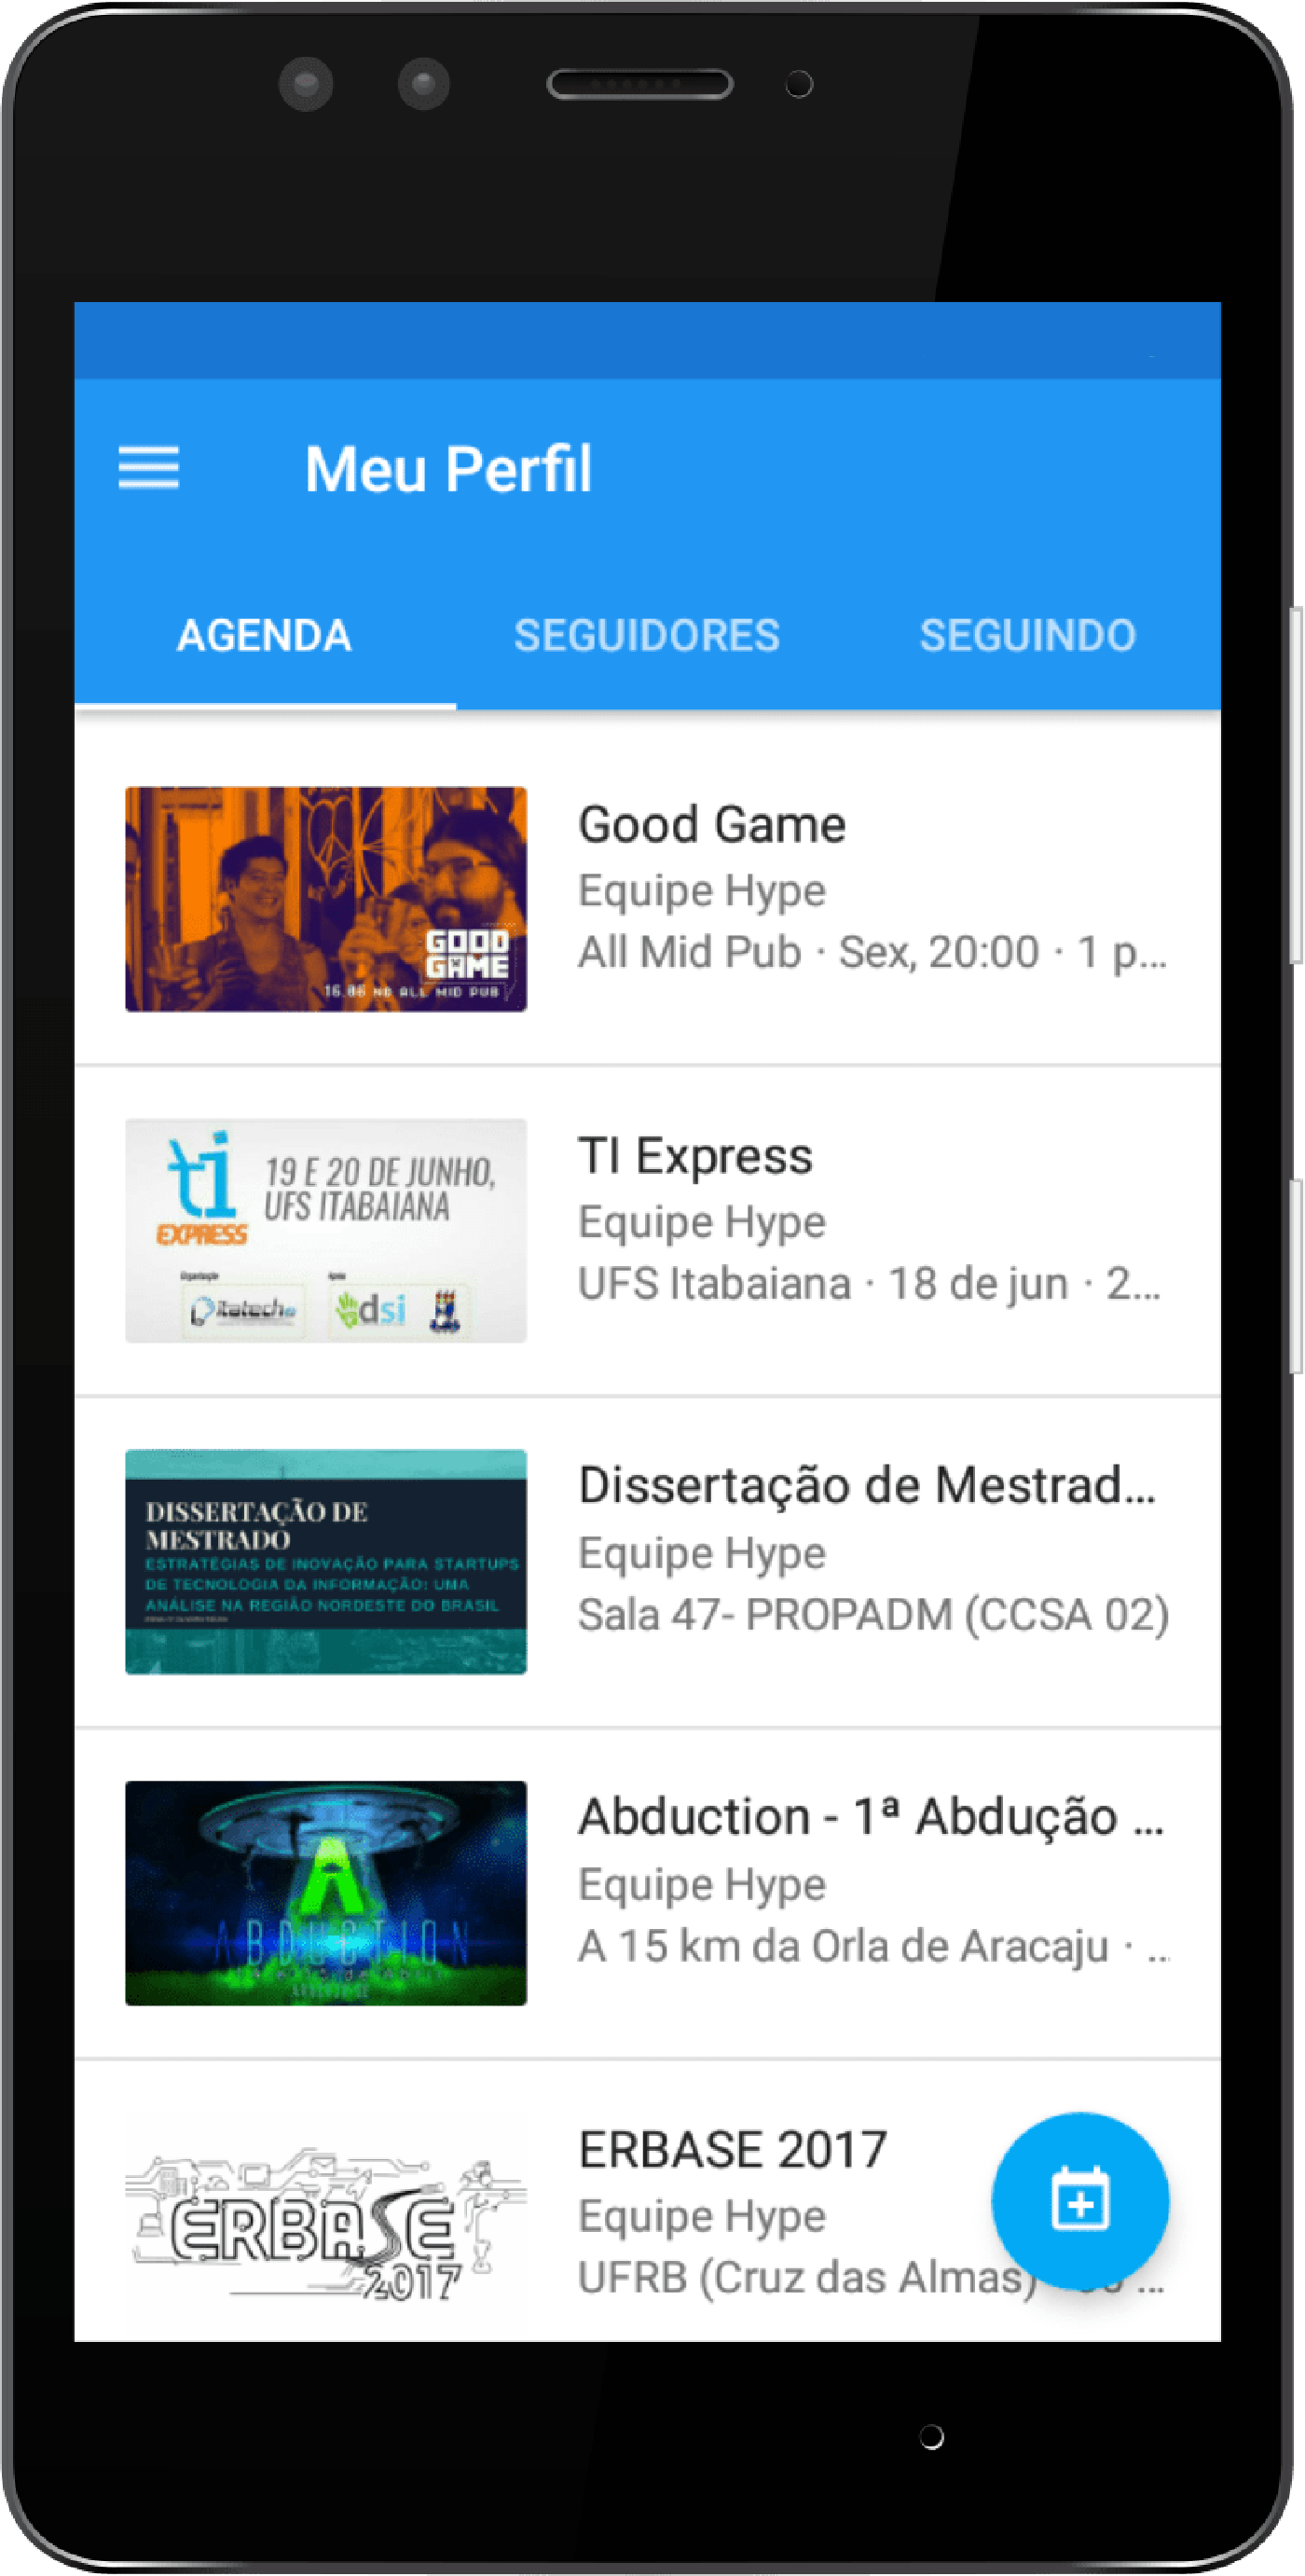 Meu Perfil
AGENDA SEGUIDORES SEGUINDO
GOOD
GAME
16.06 NO ALL MID PUB
Good Game
Equipe Hype
All Mid Pub · Sex, 20:00 · 1 p...
ti
EXPRESS
19 E 20 DE JUNHO,
UFS ITABAIANA
Organização
Apoio
itatech
dsi
TI Express
Equipe Hype
UFS Itabaiana · 18 de jun · 2...
DISSERTAÇÃO DE
MESTRADO
ESTRATÉGIAS DE INOVAÇÃO PARA STARTUPS
DE TECNOLOGIA DA INFORMAÇÃO: UMA
ANÁLISE NA REGIÃO NORDESTE DO BRASIL
Dissertação de Mestrad...
Equipe Hype
Sala 47- PROPADM (CCSA 02)
A
ABDUCTION
Abduction - 1ª Abdução ...
Equipe Hype
A 15 km da Orla de Aracaju · ...
ERBASE
2017
ERBASE 2017
Equipe Hype
UFRB (Cruz das Almas) ...